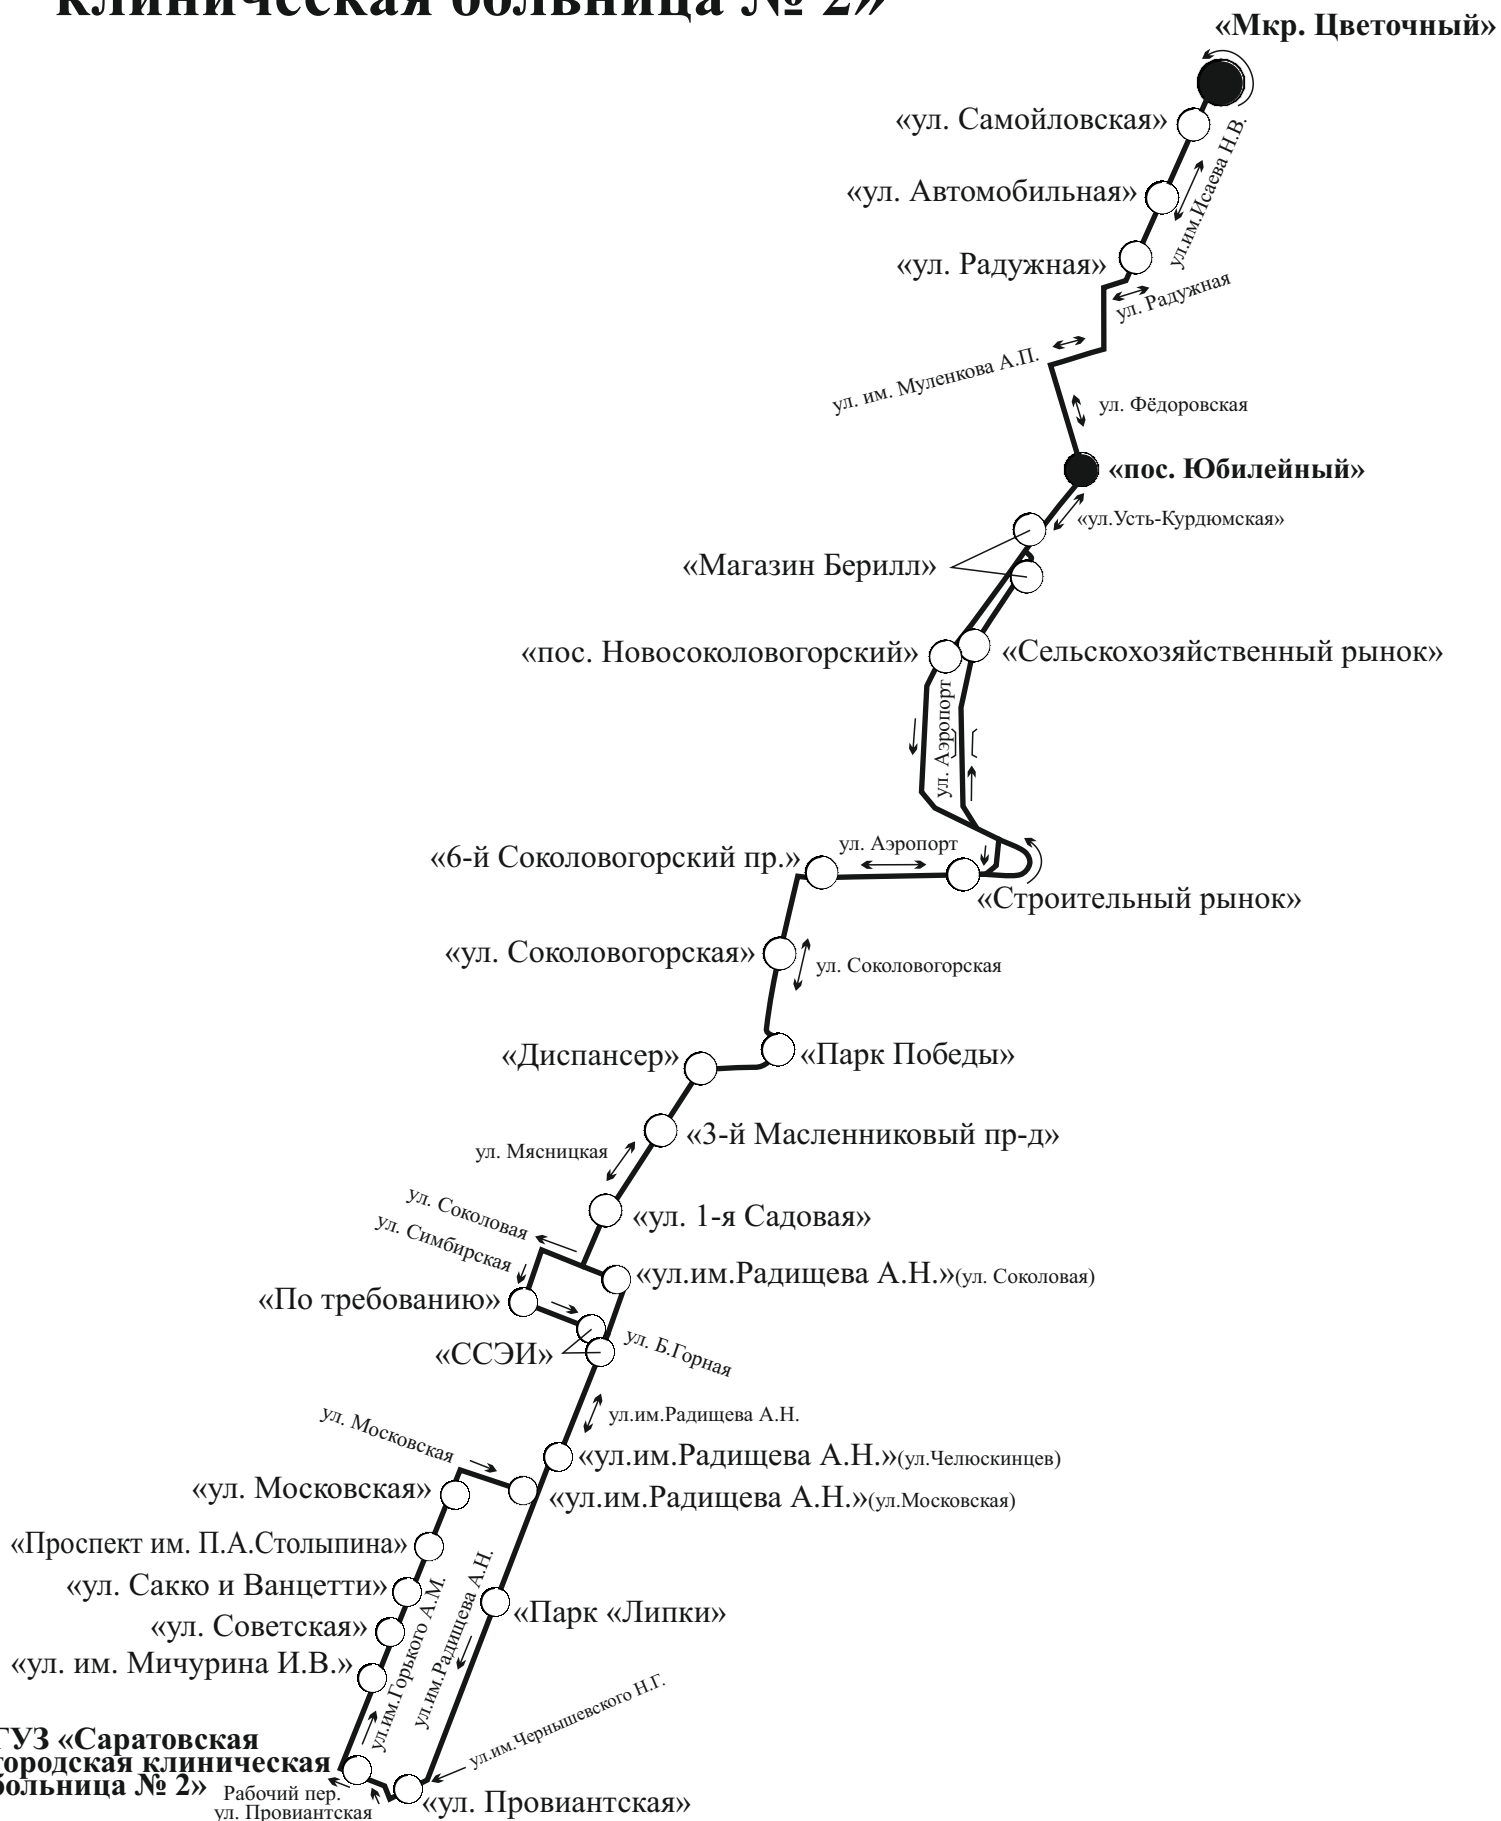 клиническая больница № 2»
«Мкр. Цветочный»
«ул. Самойловская»
ул.им.Исаева Н.В.
«ул. Автомобильная»
«ул. Радужная»
ул. Радужная
ул. им. Муленкова А.П.
ул. Фёдоровская
«пос. Юбилейный»
«ул.Усть-Курдюмская»
«Магазин Берилл»
«пос. Новосоколовогорский»
«Сельскохозяйственный рынок»
ул. Аэропорт
ул. Аэропорт
«6-й Соколовогорский пр.»
«Строительный рынок»
«ул. Соколовогорская»
ул. Соколовогорская
«Диспансер»
«Парк Победы»
«3-й Масленниковый пр-д»
ул. Мясницкая
ул. Соколовая
«ул. 1-я Садовая»
ул. Симбирская
«ул.им.Радищева А.Н.»(ул. Соколовая)
«По требованию»
«ССЭИ»
ул. Б.Горная
ул.им.Радищева А.Н.
ул. Московская
«ул.им.Радищева А.Н.»(ул.Челюскинцев)
«ул. Московская»
«ул.им.Радищева А.Н.»(ул.Московская)
«Проспект им. П.А.Столыпина»
«ул. Сакко и Ванцетти»
«Парк «Липки»
«ул. Советская»
ул.им.Горького А.М.
ул.им.Радищева А.Н.
«ул. им. Мичурина И.В.»
ул.им.Чернышевского Н.Г.
ГУЗ «Саратовская
городская клиническая
больница № 2»
Рабочий пер.
ул. Провиантская
«ул. Провиантская»